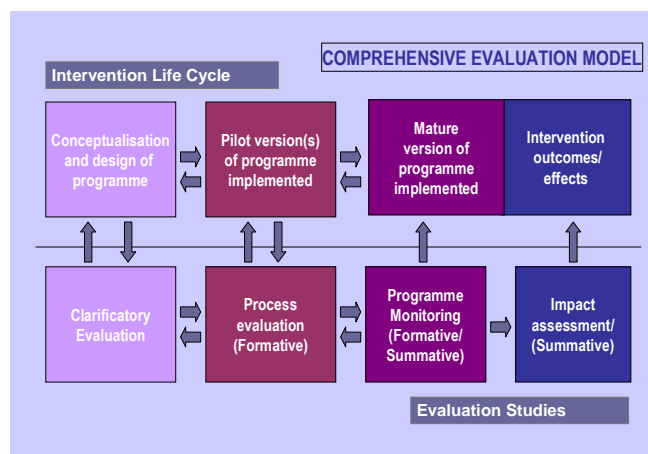 COMPREHENSIVE EVALUATION MODEL
Intervention Life Cycle
Conceptualisation
and design of
programme
Pilot version(s)
of programme
implemented
Mature
version of
programme
implemented
Intervention
outcomes/
effects
Clarificatory
Evaluation
Process
evaluation
(Formative)
Programme
Monitoring
(Formative/
Summative)
Impact
assessment/
(Summative)
Evaluation Studies